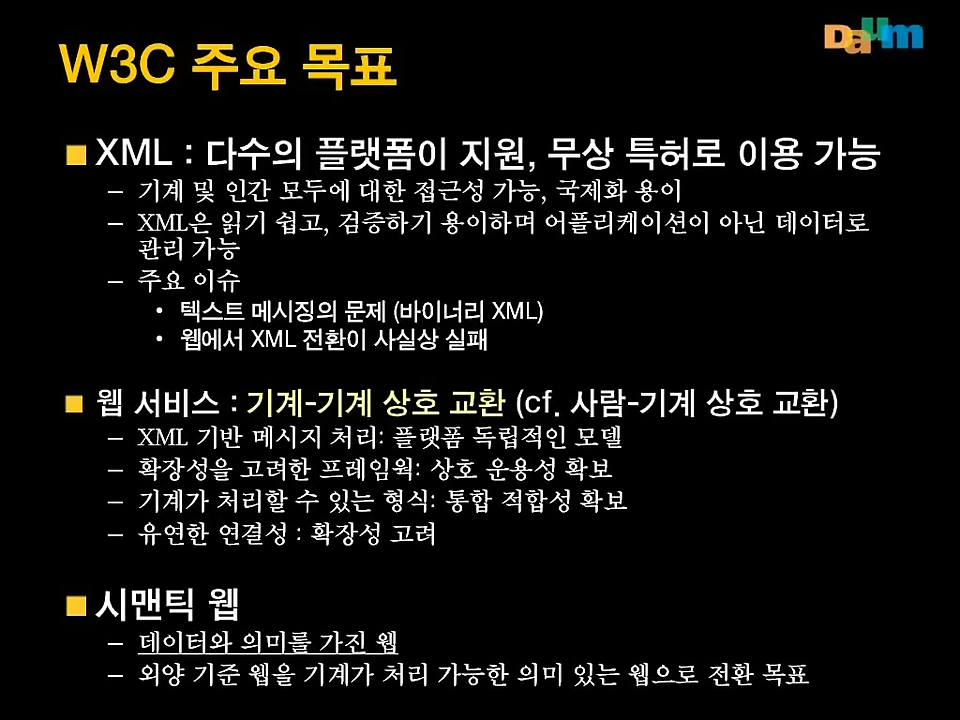 Daum
W3C 주요 목표
■ XML : 다수의 플랫폼이 지원, 무상 특허로 이용 가능
– 기계 및 인간 모두에 대한 접근성 가능, 국제화 용이
– XML은 읽기 쉽고, 검증하기 용이하며 어플리케이션이 아닌 데이터로
관리 가능
– 주요 이슈
• 텍스트 메시징의 문제 (바이너리 XML)
• 웹에서 XML 전환이 사실상 실패
■ 웹 서비스 : 기계-기계 상호 교환 (cf. 사람-기계 상호 교환)
– XML 기반 메시지 처리: 플랫폼 독립적인 모델
– 확장성을 고려한 프레임웍: 상호 운용성 확보
– 기계가 처리할 수 있는 형식: 통합 적합성 확보
– 유연한 연결성 : 확장성 고려
■ 시맨틱 웹
– 데이터와 의미를 가진 웹
– 외양 기준 웹을 기계가 처리 가능한 의미 있는 웹으로 전환 목표